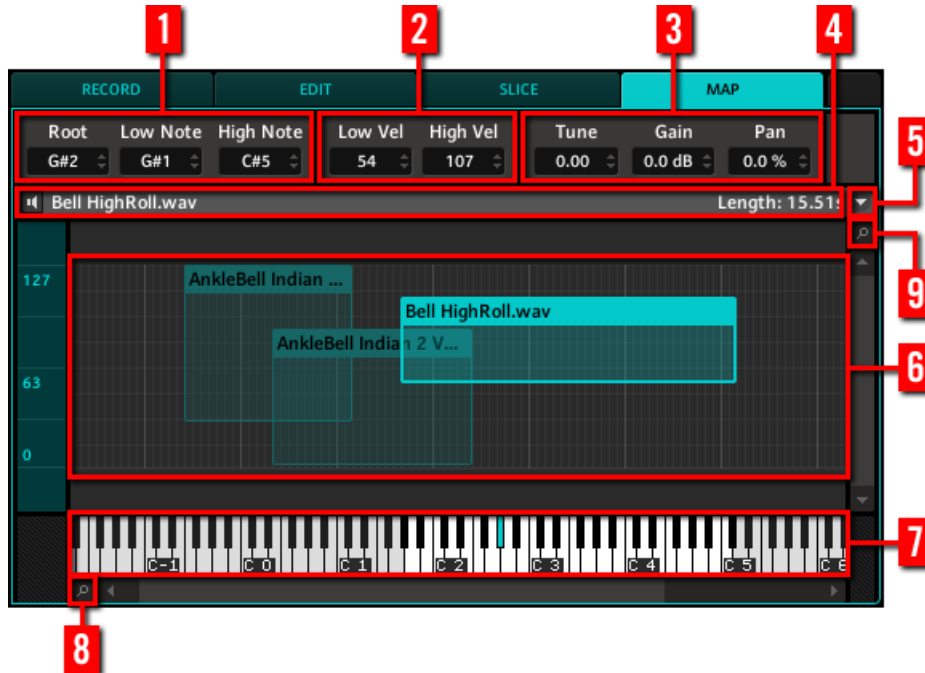 1 2 3 4
RECORD EDIT SLICE MAP
Root Low Note High Note Low Vel High Vel Tune Gain Pan
G#2 G#1 C#5 54 107 0.00 0.0 dB 0.0 %
5
Bell HighRoll.wav Length: 15.51s
9
127
AnkleBell Indian ...
Bell HighRoll.wav
AnkleBell Indian 2 V...
6
63
0
7
C-1 C 0 C 1 C 2 C 3 C 4 C 5 C 6
8